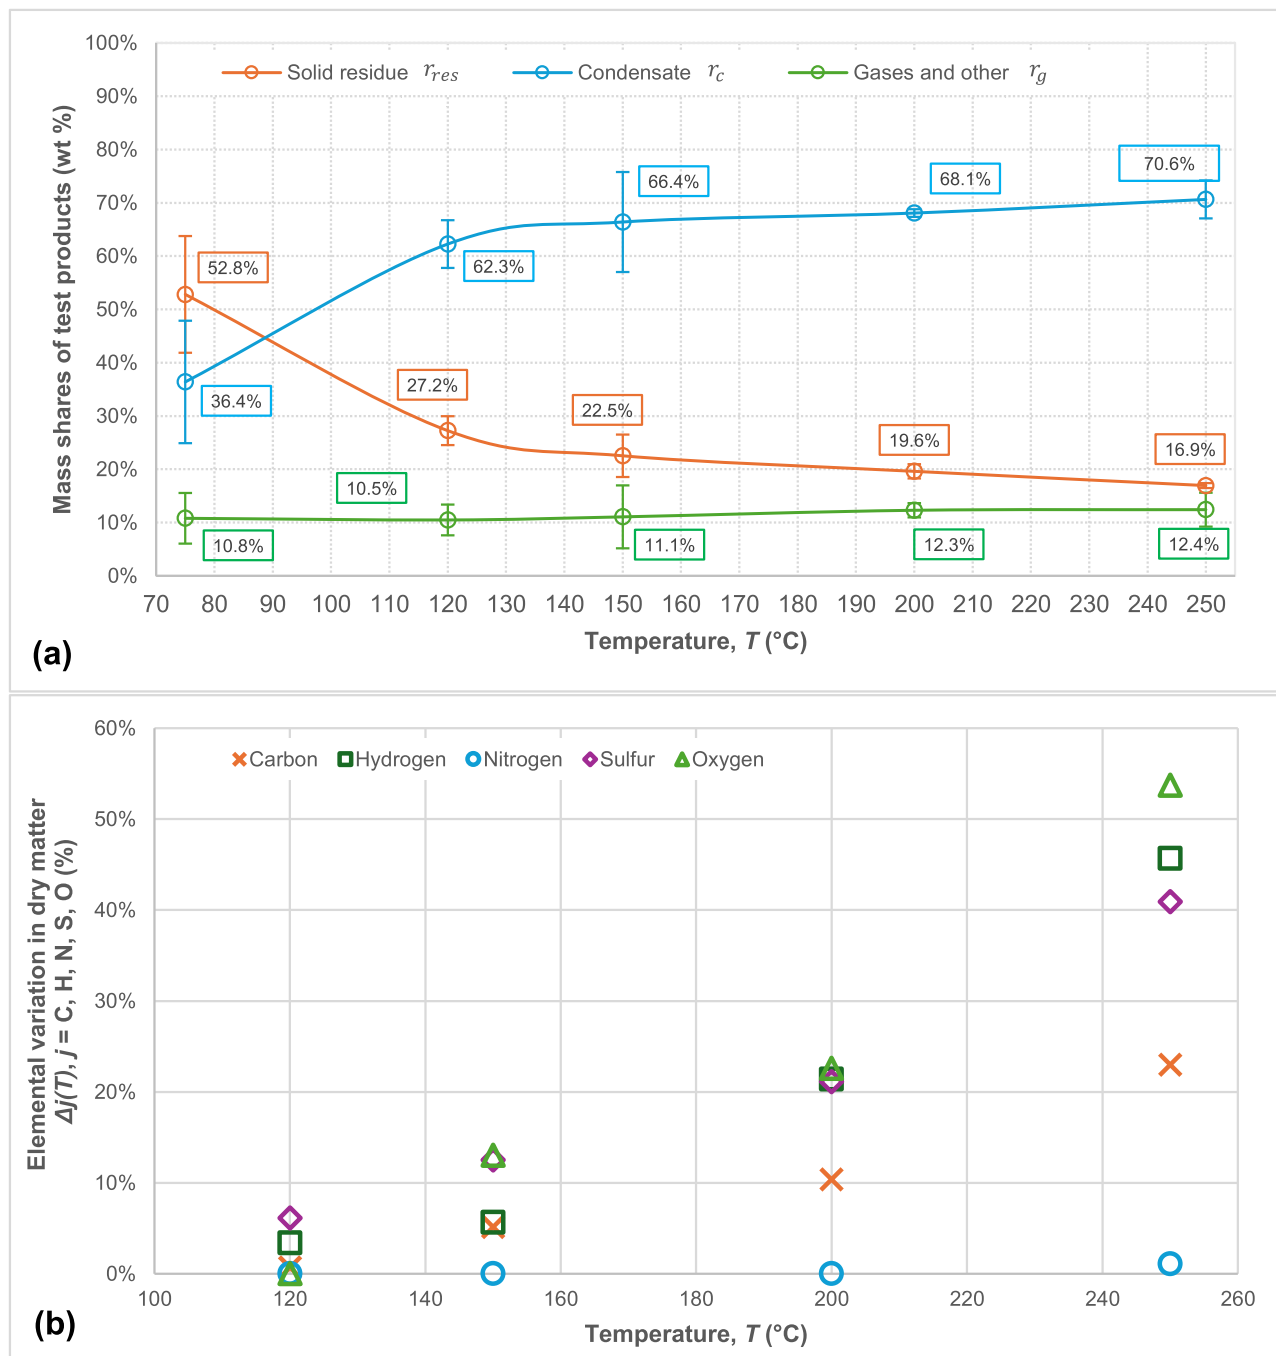 100%
90%
80%
70%
60%
50%
40%
30%
20%
10%
0%
Mass shares of test products (wt %)
Solid residue r_res
Condensate r_c
Gases and other r_g
52.8%
36.4%
10.8%
27.2%
62.3%
10.5%
22.5%
66.4%
11.1%
19.6%
68.1%
12.3%
16.9%
70.6%
12.4%
70 80 90 100 110 120 130 140 150 160 170 180 190 200 210 220 230 240 250
Temperature, T (°C)
(a)
60%
50%
40%
30%
20%
10%
0%
Elemental variation in dry matter
Δj(T), j = C, H, N, S, O (%)
Carbon Hydrogen Nitrogen Sulfur Oxygen
100 120 140 160 180 200 220 240 260
Temperature, T (°C)
(b)